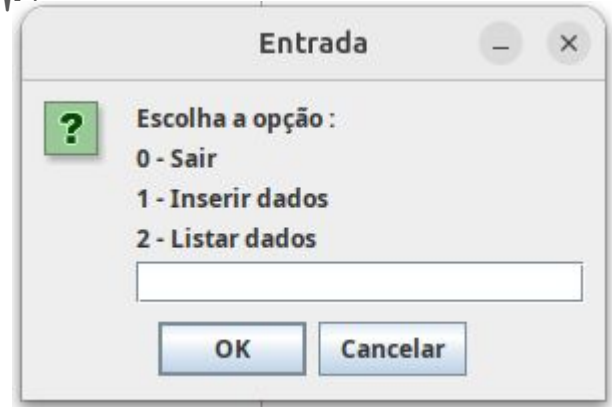 Entrada
Escolha a opção :
0 - Sair
1 - Inserir dados
2 - Listar dados
OK Cancelar